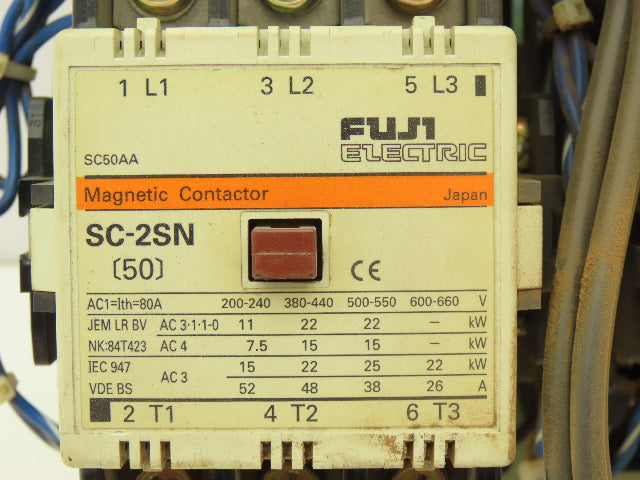 1 L1 3 L2 5 L3
FUJI
ELECTRIC
SC50AA
Magnetic Contactor Japan
SC-2SN
(50)
CE
AC1=Ith=80A 200-240 380-440 500-550 600-660 V
JEM LR BV AC 3·1·1-0 11 22 22 – kW
NK:84T423 AC 4 7.5 15 15 – kW
IEC 947 AC 3 15 22 25 22 kW
VDE BS 52 48 38 26 A
2 T1 4 T2 6 T3